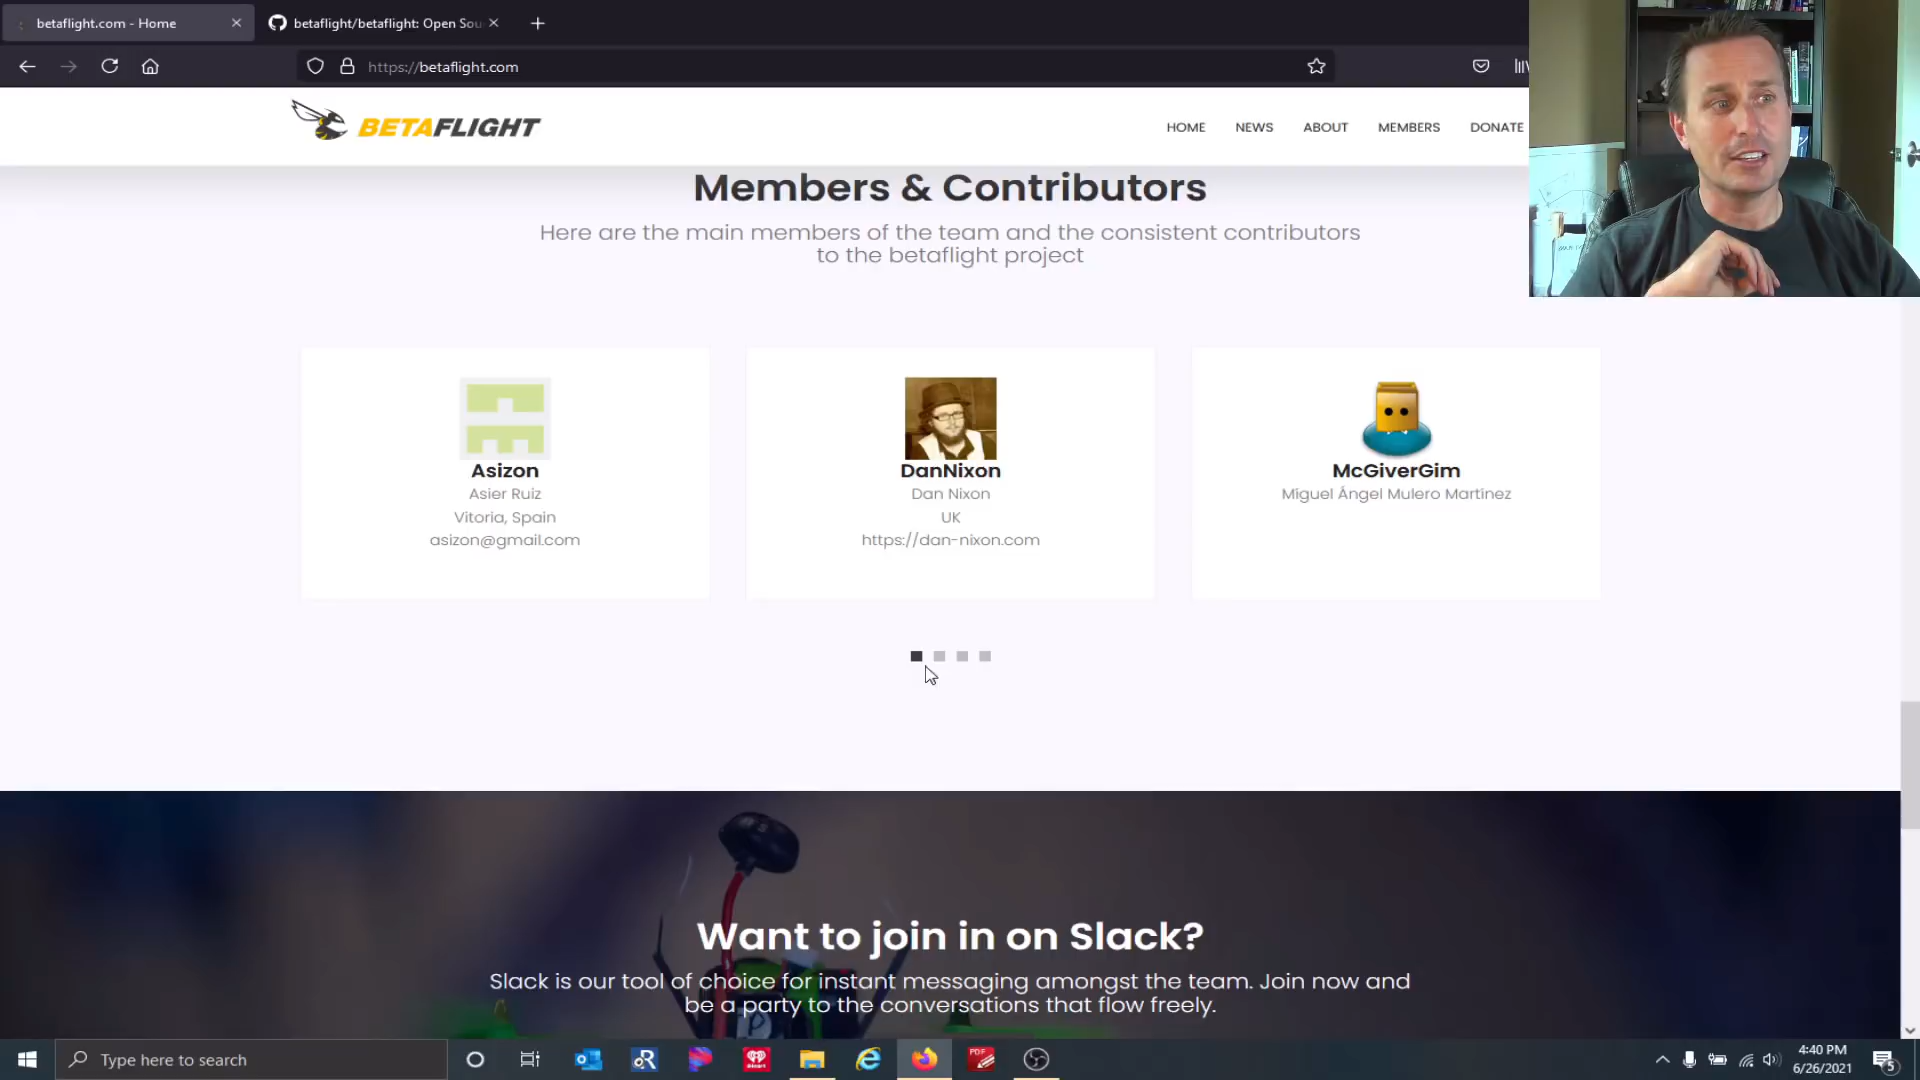 betaflight.com - Home
betaflight/betaflight: Open Sou
https://betaflight.com
BETAFLIGHT
HOME NEWS ABOUT MEMBERS DONATE
Members & Contributors
Here are the main members of the team and the consistent contributors
to the betaflight project
Asizon
Asier Ruiz
Vitoria, Spain
asizon@gmail.com
DanNixon
Dan Nixon
UK
https://dan-nixon.com
McGiverGim
Miguel Ángel Mulero Martinez
Want to join in on Slack?
Slack is our tool of choice for instant messaging amongst the team. Join now and
be a party to the conversations that flow freely.
Type here to search
4:40 PM
6/26/2021
5